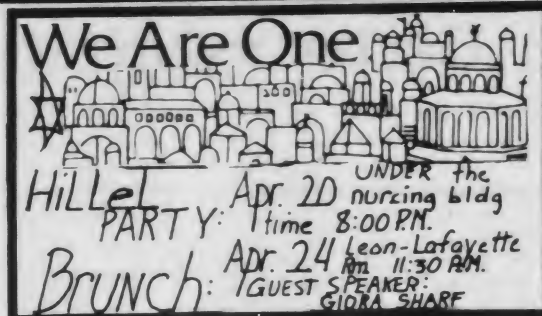 We Are One
HiLLeL Apr. 20 UNDER the
PARTY: time 8:00 P.M. nurcing bldg
Apr. 24 Leon-Lafayette
Brunch: Rm 11:30 A.M.
GUEST SPEAKER:
GIORA SHARF